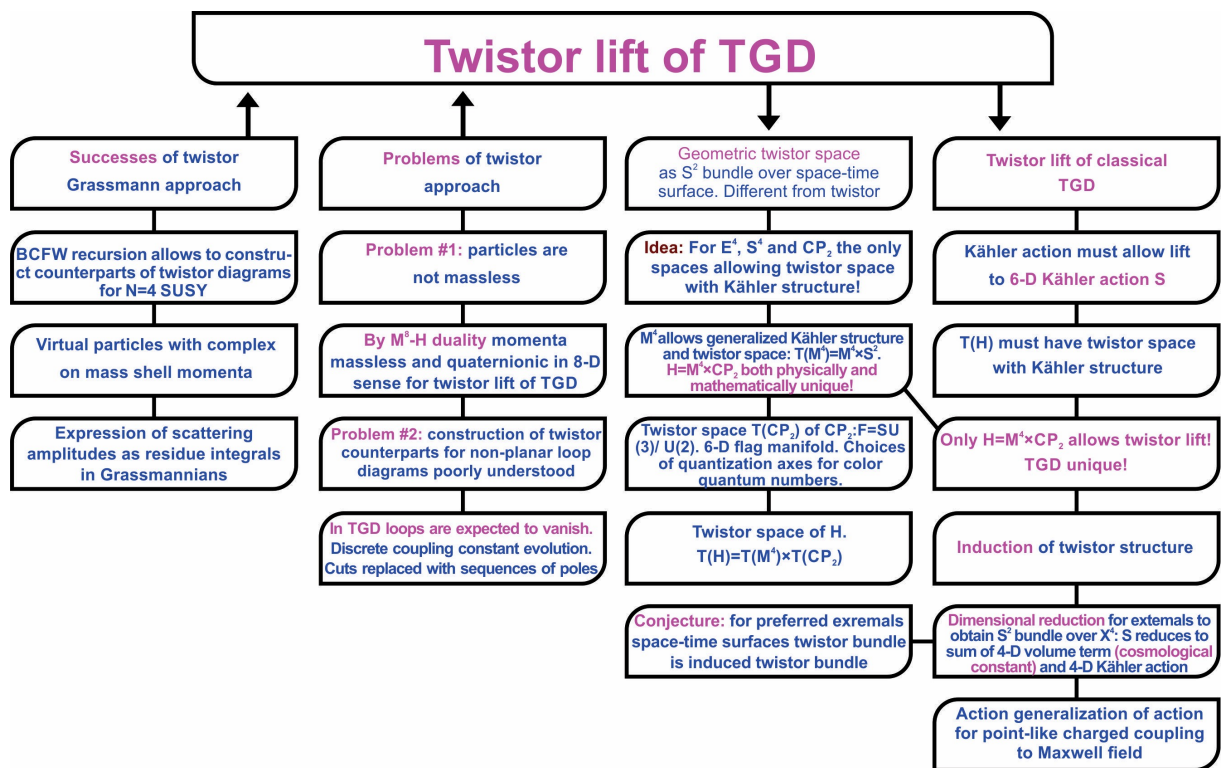 Twistor lift of TGD
Successes of twistor
Grassmann approach
BCFW recursion allows to constru-
ct counterparts of twistor diagrams
for N=4 SUSY
Virtual particles with complex
on mass shell momenta
Expression of scattering
amplitudes as residue integrals
in Grassmannians
Problems of twistor
approach
Problem #1: particles are
not massless
By M⁸-H duality momenta
massless and quaternionic in 8-D
sense for twistor lift of TGD
Problem #2: construction of twistor
counterparts for non-planar loop
diagrams poorly understood
In TGD loops are expected to vanish.
Discrete coupling constant evolution.
Cuts replaced with sequences of poles
Geometric twistor space
as S² bundle over space-time
surface. Different from twistor
Idea: For E⁴, S⁴ and CP₂ the only
spaces allowing twistor space
with Kähler structure!
M⁴allows generalized Kähler structure
and twistor space: T(M⁴)=M⁴×S².
H=M⁴×CP₂ both physically and
mathematically unique!
Twistor space T(CP₂) of CP₂:F=SU
(3)/ U(2). 6-D flag manifold. Choices
of quantization axes for color
quantum numbers.
Twistor space of H.
T(H)=T(M⁴)×T(CP₂)
Conjecture: for preferred exremals
space-time surfaces twistor bundle
is induced twistor bundle
Twistor lift of classical
TGD
Kähler action must allow lift
to 6-D Kähler action S
T(H) must have twistor space
with Kähler structure
Only H=M⁴×CP₂ allows twistor lift!
TGD unique!
Induction of twistor structure
Dimensional reduction for extemals to
obtain S² bundle over X⁴: S reduces to
sum of 4-D volume term (cosmological
constant) and 4-D Kähler action
Action generalization of action
for point-like charged coupling
to Maxwell field